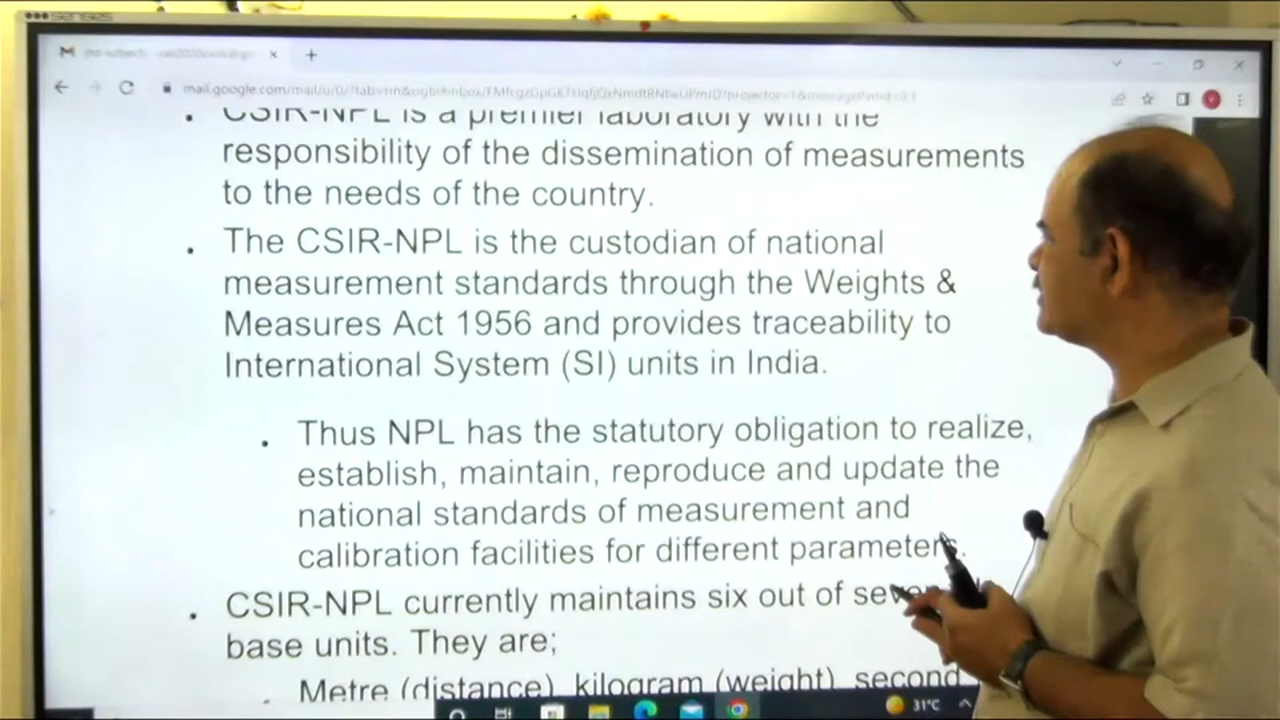 senses
mail.google.com/mail/u/0/
CSIR-NPL is a premier laboratory with the
responsibility of the dissemination of measurements
to the needs of the country.
• The CSIR-NPL is the custodian of national
measurement standards through the Weights &
Measures Act 1956 and provides traceability to
International System (SI) units in India.
• Thus NPL has the statutory obligation to realize,
establish, maintain, reproduce and update the
national standards of measurement and
calibration facilities for different parameters.
• CSIR-NPL currently maintains six out of seven
base units. They are;
Metre (distance), kilogram (weight), second
31°C